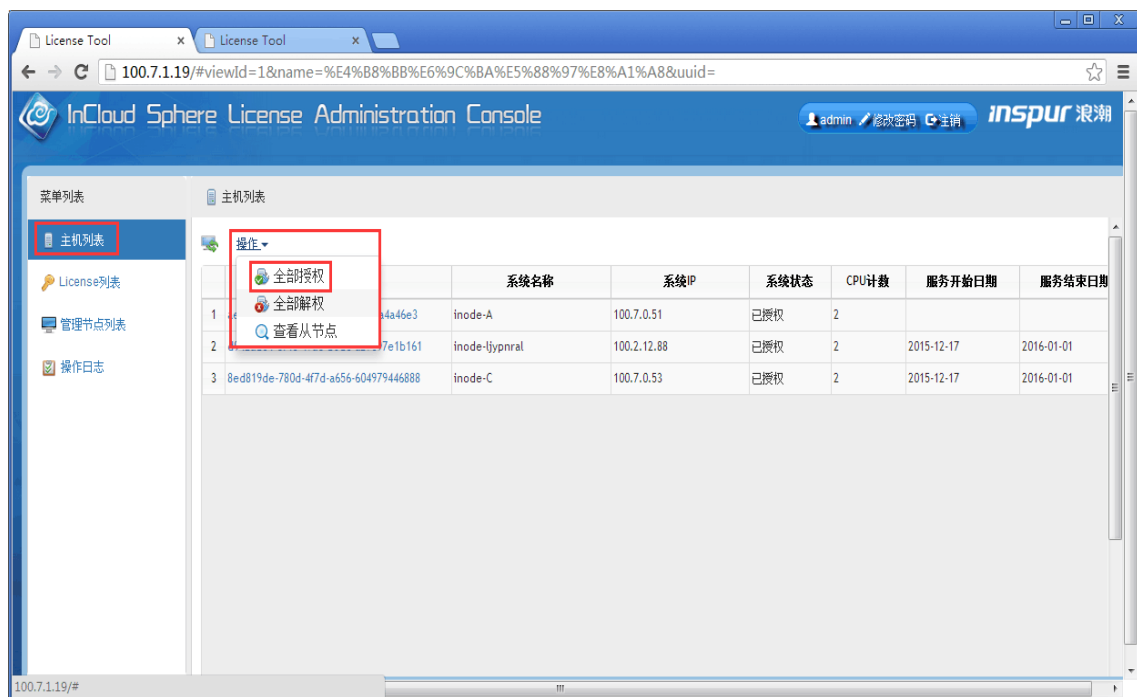 License Tool
License Tool
100.7.1.19/#viewId=1&name=%E4%B8%BB%E6%9C%BA%E5%88%97%E8%A1%A8&uuid=
InCloud Sphere License Administration Console
admin 修改密码 注销
inspur 浪潮
菜单列表
主机列表
License列表
管理节点列表
操作日志
主机列表
操作
全部授权
全部解权
查看从节点
系统名称 系统IP 系统状态 CPU计数 服务开始日期 服务结束日期
1 a4a46e3 inode-A 100.7.0.51 已授权 2
2 7e1b161 inode-ljypnral 100.2.12.88 已授权 2 2015-12-17 2016-01-01
3 8ed819de-780d-4f7d-a656-604979446888 inode-C 100.7.0.53 已授权 2 2015-12-17 2016-01-01
100.7.1.19/#